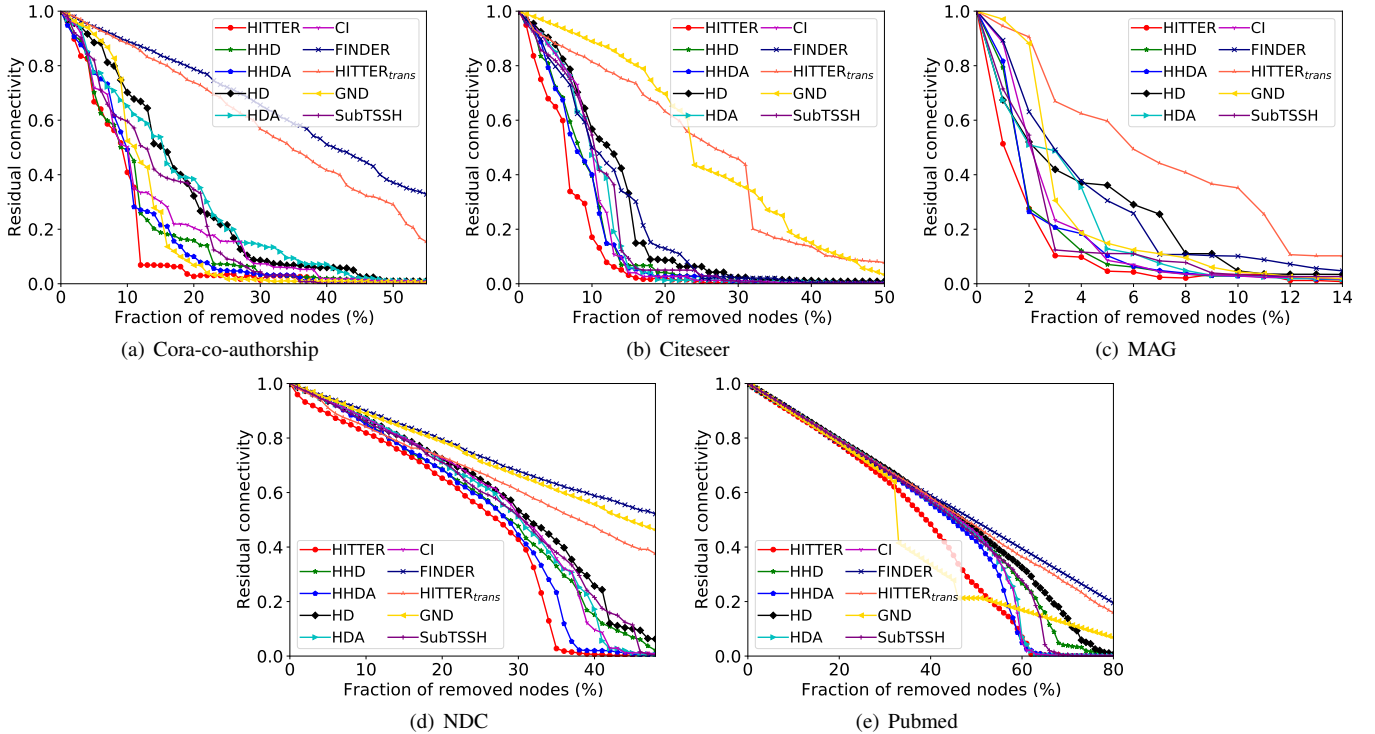 1.0
0.8
0.6
0.4
0.2
0.0
Residual connectivity
HITTER CI
HHD FINDER
HHDA HITTERtrans
HD GND
HDA SubTSSH
0 10 20 30 40 50
Fraction of removed nodes (%)
(a) Cora-co-authorship
1.0
0.8
0.6
0.4
0.2
0.0
Residual connectivity
HITTER CI
HHD FINDER
HHDA HITTERtrans
HD GND
HDA SubTSSH
0 10 20 30 40 50
Fraction of removed nodes (%)
(b) Citeseer
1.0
0.8
0.6
0.4
0.2
0.0
Residual connectivity
HITTER CI
HHD FINDER
HHDA HITTERtrans
HD GND
HDA SubTSSH
0 2 4 6 8 10 12 14
Fraction of removed nodes (%)
(c) MAG
1.0
0.8
0.6
0.4
0.2
0.0
Residual connectivity
HITTER CI
HHD FINDER
HHDA HITTERtrans
HD GND
HDA SubTSSH
0 10 20 30 40
Fraction of removed nodes (%)
(d) NDC
1.0
0.8
0.6
0.4
0.2
0.0
Residual connectivity
HITTER CI
HHD FINDER
HHDA HITTERtrans
HD GND
HDA SubTSSH
0 20 40 60 80
Fraction of removed nodes (%)
(e) Pubmed